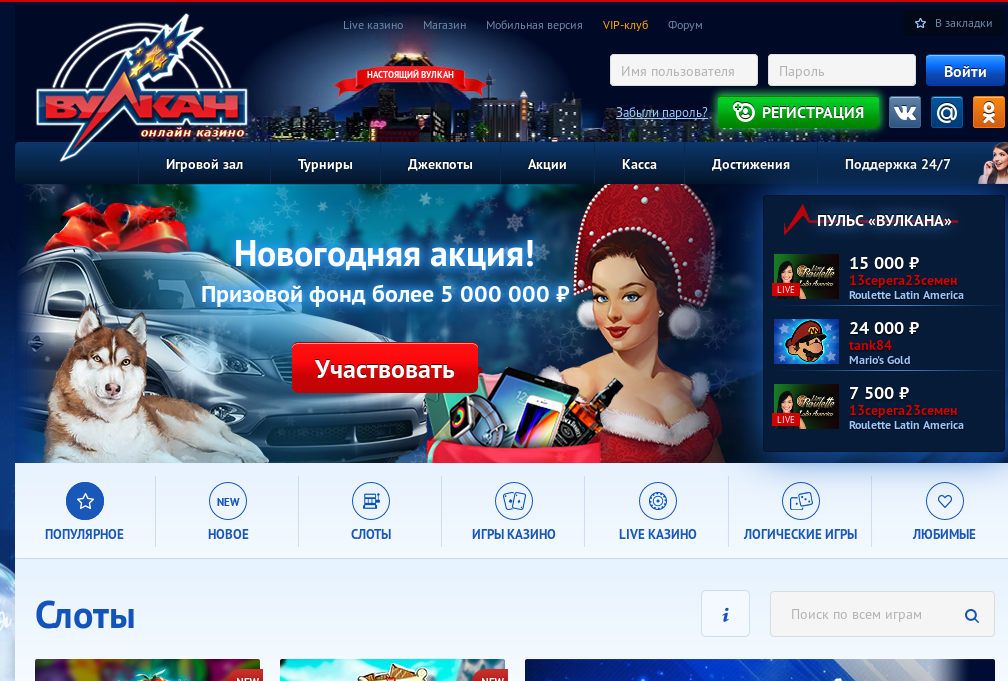 Live казино Магазин Мобильная версия VIP-клуб Форум
В закладки
ВУЛКАН
онлайн казино
НАСТОЯЩИЙ ВУЛКАН
Имя пользователя Пароль Войти
Забыли пароль? РЕГИСТРАЦИЯ
Игровой зал Турниры Джекпоты Акции Касса Достижения Поддержка 24/7
Новогодняя акция!
Призовой фонд более 5 000 000 ₽
Участвовать
ПУЛЬС «ВУЛКАНА»
15 000 ₽
13серега23семен
Roulette Latin America
LIVE
24 000 ₽
tank84
Mario's Gold
7 500 ₽
13серега23семен
Roulette Latin America
LIVE
NEW
ПОПУЛЯРНОЕ НОВОЕ СЛОТЫ ИГРЫ КАЗИНО LIVE КАЗИНО ЛОГИЧЕСКИЕ ИГРЫ ЛЮБИМЫЕ
Слоты
i
Поиск по всем играм
NEW NEW